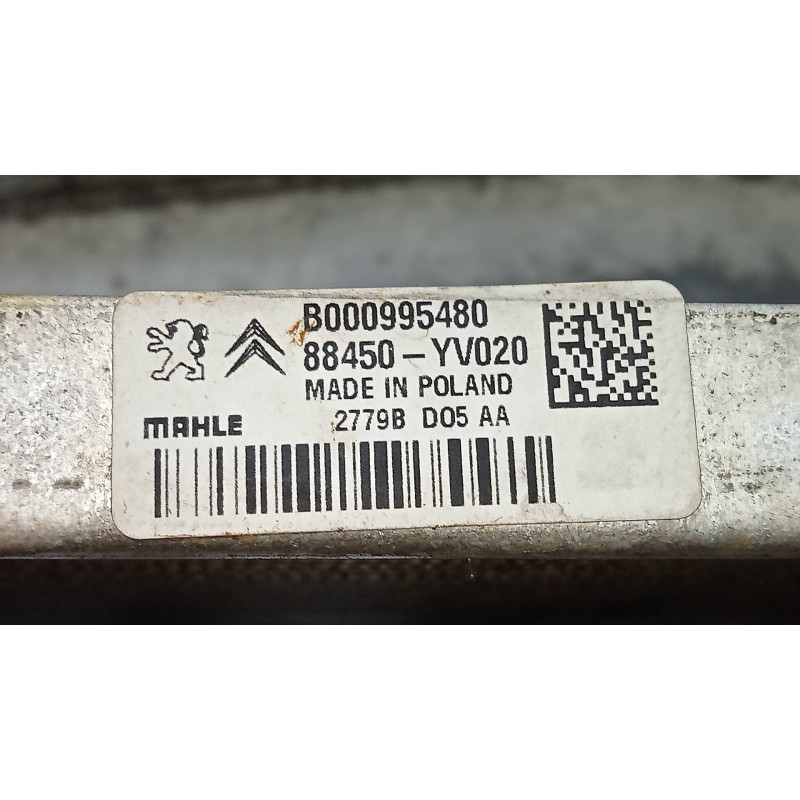 B000995480
88450-YV020
MADE IN POLAND
MAHLE
2779B D05 AA